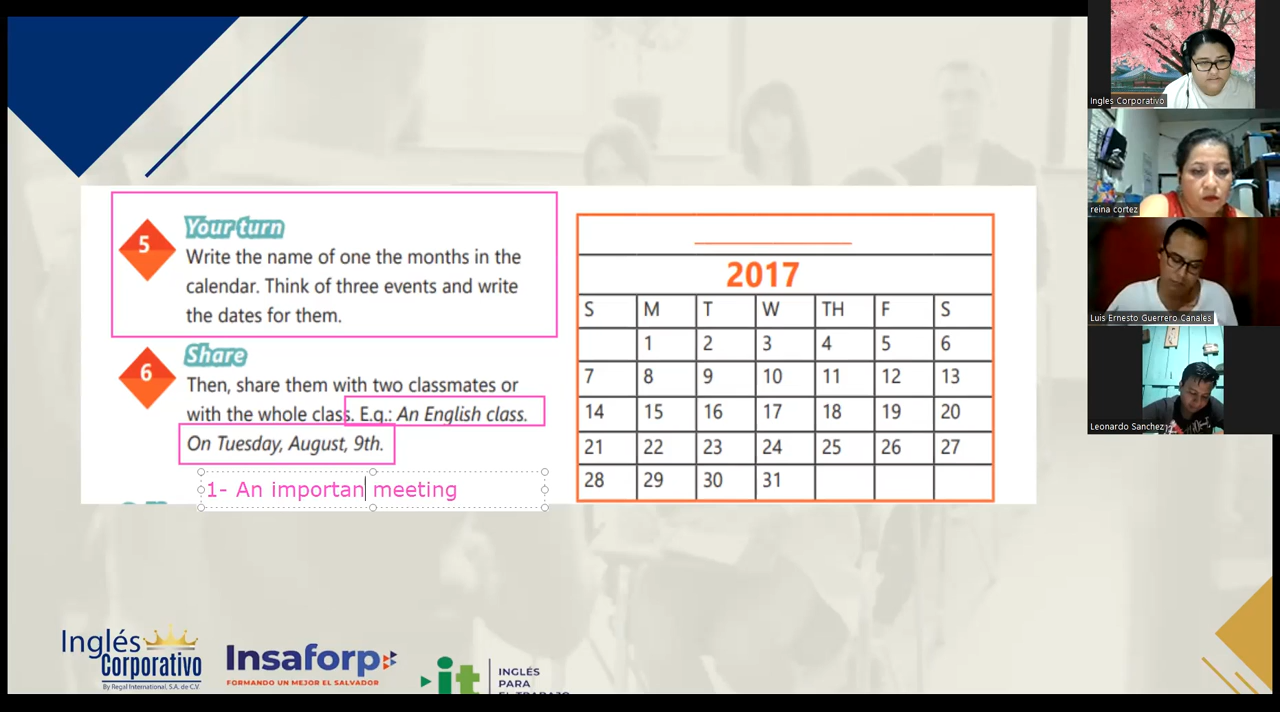 5
Your turn
Write the name of one the months in the
calendar. Think of three events and write
the dates for them.
6
Share
Then, share them with two classmates or
with the whole class. E.g.: An English class.
On Tuesday, August, 9th.
1- An importan meeting
2017
S M T W TH F S
1 2 3 4 5 6
7 8 9 10 11 12 13
14 15 16 17 18 19 20
21 22 23 24 25 26 27
28 29 30 31
Ingles Corporativo
reina cortez
Luis Ernesto Guerrero Canales
Leonardo Sanchez
Inglés
Corporativo
By Regal International, S.A. de C.V.
Insaforp
FORMANDO UN MEJOR EL SALVADOR
it
INGLÉS
PARA
EL TRABAJO